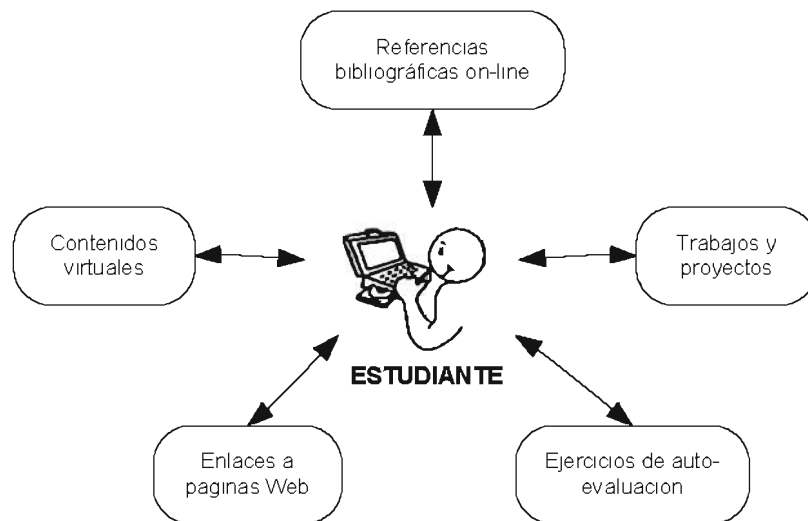 Referencias
bibliográficas on-line
Contenidos
virtuales
Trabajos y
proyectos
ESTUDIANTE
Enlaces a
paginas Web
Ejercicios de auto-
evaluacion